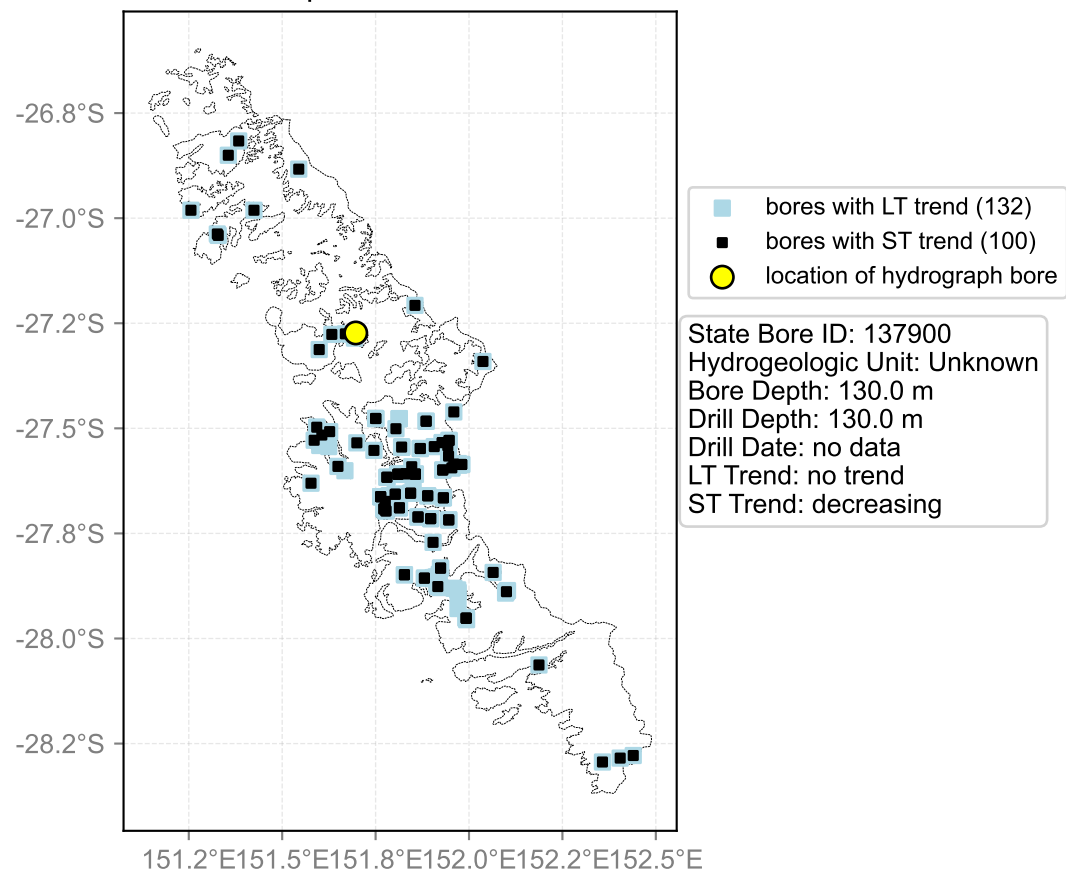 -26.8°S
-27.0°S
-27.2°S
-27.5°S
-27.8°S
-28.0°S
-28.2°S
151.2°E151.5°E151.8°E152.0°E152.2°E152.5°E
bores with LT trend (132)
bores with ST trend (100)
location of hydrograph bore
State Bore ID: 137900
Hydrogeologic Unit: Unknown
Bore Depth: 130.0 m
Drill Depth: 130.0 m
Drill Date: no data
LT Trend: no trend
ST Trend: decreasing